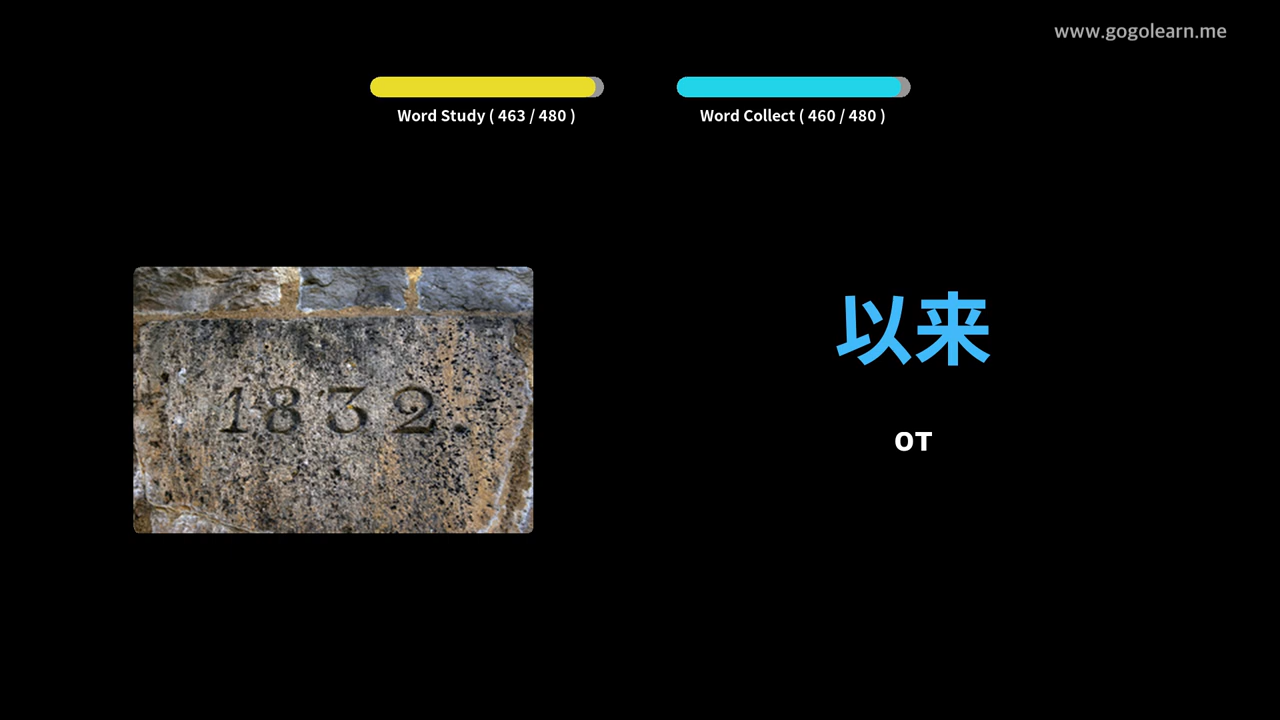 www.gogolearn.me
Word Study ( 463 / 480 )
Word Collect ( 460 / 480 )
1832.
以来
от